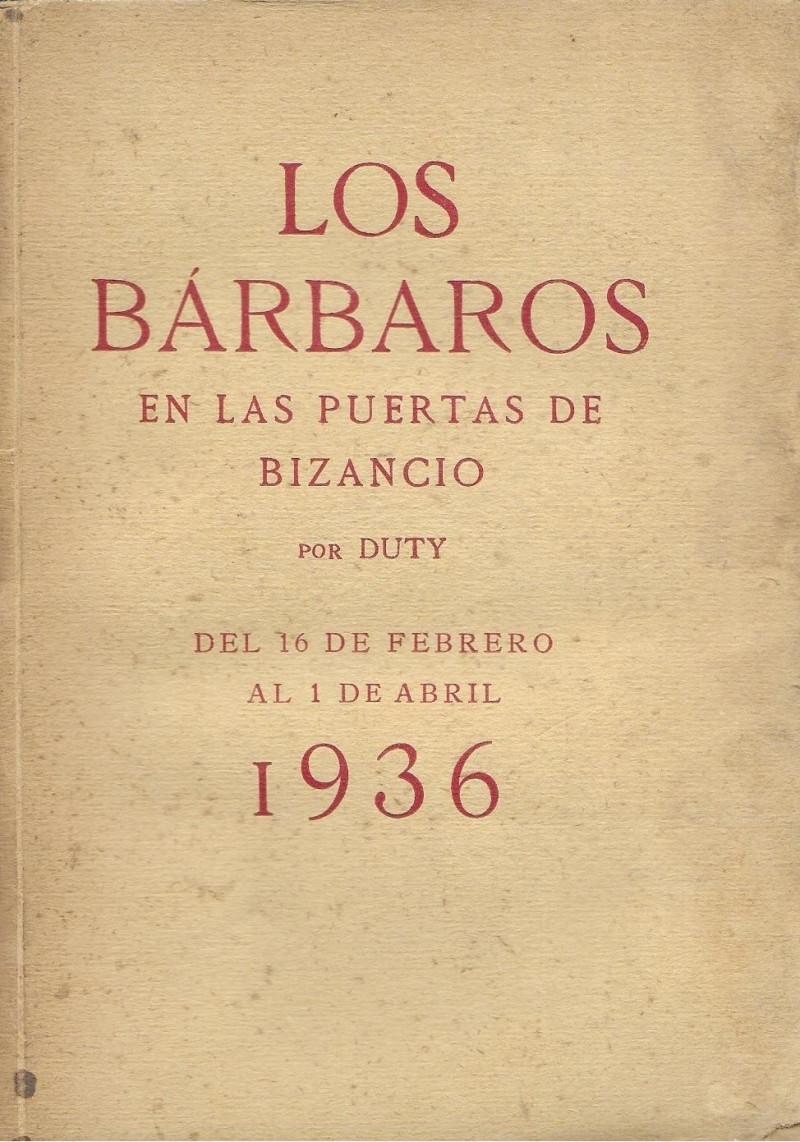 LOS
BÁRBAROS
EN LAS PUERTAS DE
BIZANCIO
POR DUTY
DEL 16 DE FEBRERO
AL 1 DE ABRIL
1936